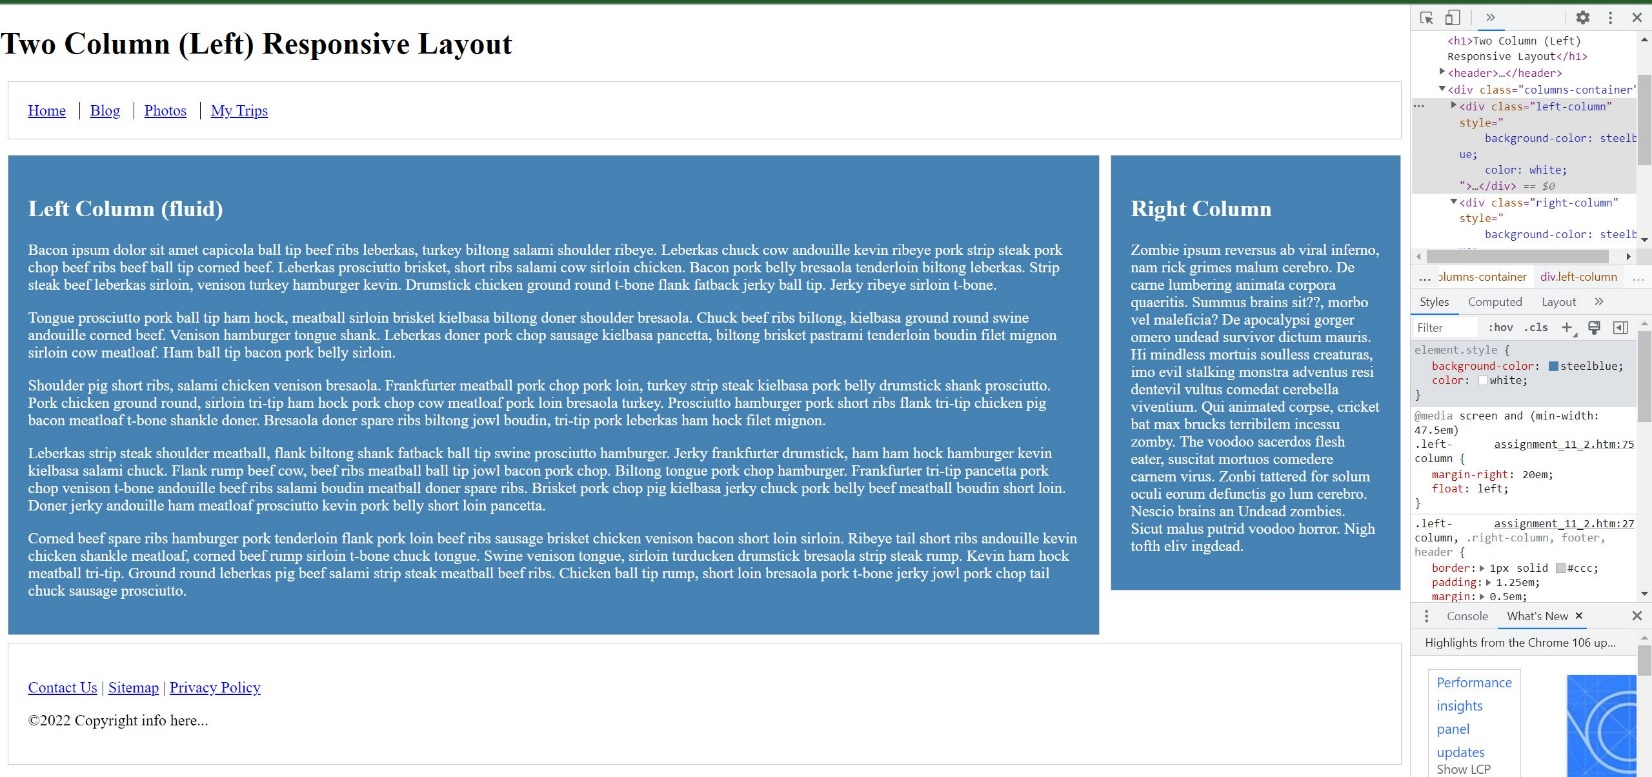 Two Column (Left) Responsive Layout
Home | Blog | Photos | My Trips
Left Column (fluid)
Bacon ipsum dolor sit amet capicola ball tip beef ribs leberkas, turkey biltong salami shoulder ribeye. Leberkas chuck cow andouille kevin ribeye pork strip steak pork
chop beef ribs beef ball tip corned beef. Leberkas prosciutto brisket, short ribs salami cow sirloin chicken. Bacon pork belly bresaola tenderloin biltong leberkas. Strip
steak beef leberkas sirloin, venison turkey hamburger kevin. Drumstick chicken ground round t-bone flank fatback jerky ball tip. Jerky ribeye sirloin t-bone.
Tongue prosciutto pork ball tip ham hock, meatball sirloin brisket kielbasa biltong doner shoulder bresaola. Chuck beef ribs biltong, kielbasa ground round swine
andouille corned beef. Venison hamburger tongue shank. Leberkas doner pork chop sausage kielbasa pancetta, biltong brisket pastrami tenderloin boudin filet mignon
sirloin cow meatloaf. Ham ball tip bacon pork belly sirloin.
Shoulder pig short ribs, salami chicken venison bresaola. Frankfurter meatball pork chop pork loin, turkey strip steak kielbasa pork belly drumstick shank prosciutto.
Pork chicken ground round, sirloin tri-tip ham hock pork chop cow meatloaf pork loin bresaola turkey. Prosciutto hamburger pork short ribs flank tri-tip chicken pig
bacon meatloaf t-bone shankle doner. Bresaola doner spare ribs biltong jowl boudin, tri-tip pork leberkas ham hock filet mignon.
Leberkas strip steak shoulder meatball, flank biltong shank fatback ball tip swine prosciutto hamburger. Jerky frankfurter drumstick, ham ham hock hamburger kevin
kielbasa salami chuck. Flank rump beef cow, beef ribs meatball ball tip jowl bacon pork chop. Biltong tongue pork chop hamburger. Frankfurter tri-tip pancetta pork
chop venison t-bone andouille beef ribs salami boudin meatball doner spare ribs. Brisket pork chop pig kielbasa jerky chuck pork belly beef meatball boudin short loin.
Doner jerky andouille ham meatloaf prosciutto kevin pork belly short loin pancetta.
Corned beef spare ribs hamburger pork tenderloin flank pork loin beef ribs sausage brisket chicken venison bacon short loin sirloin. Ribeye tail short ribs andouille kevin
chicken shankle meatloaf, corned beef rump sirloin t-bone chuck tongue. Swine venison tongue, sirloin turducken drumstick bresaola strip steak rump. Kevin ham hock
meatball tri-tip. Ground round leberkas pig beef salami strip steak meatball beef ribs. Chicken ball tip rump, short loin bresaola pork t-bone jerky jowl pork chop tail
chuck sausage prosciutto.
Right Column
Zombie ipsum reversus ab viral inferno,
nam rick grimes malum cerebro. De
carne lumbering animata corpora
quaeritis. Summus brains sit??, morbo
vel maleficia? De apocalypsi gorger
omero undead survivor dictum mauris.
Hi mindless mortuis soulless creaturas,
imo evil stalking monstra adventus resi
dentevil vultus comedat cerebella
viventium. Qui animated corpse, cricket
bat max brucks terribilem incessu
zomby. The voodoo sacerdos flesh
eater, suscitat mortuos comedere
carnem virus. Zonbi tattered for solum
oculi eorum defunctis go lum cerebro.
Nescio brains an Undead zombies.
Sicut malus putrid voodoo horror. Nigh
tofth eliv ingdead.
Contact Us | Sitemap | Privacy Policy
©2022 Copyright info here...
<h1>Two Column (Left)
Responsive Layout</h1>
<header>…</header>
<div class="columns-container"
<div class="left-column"
style="
background-color: steelb
ue;
color: white;
">…</div> == $0
<div class="right-column"
style="
background-color: steelb
... olumns-container div.left-column ...
Styles Computed Layout »
Filter :hov .cls +
element.style {
background-color: steelblue;
color: white;
}
@media screen and (min-width:
47.5em)
.left- assignment_11_2.htm:75
column {
margin-right: 20em;
float: left;
}
.left- assignment_11_2.htm:27
column, .right-column, footer,
header {
border: 1px solid #ccc;
padding: 1.25em;
margin: 0.5em;
Console What's New ×
Highlights from the Chrome 106 up...
Performance
insights
panel
updates
Show LCP